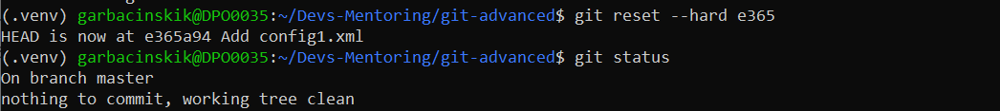 (.venv) garbacinskik@DPO0035:~/Devs-Mentoring/git-advanced$ git reset --hard e365
HEAD is now at e365a94 Add config1.xml
(.venv) garbacinskik@DPO0035:~/Devs-Mentoring/git-advanced$ git status
On branch master
nothing to commit, working tree clean